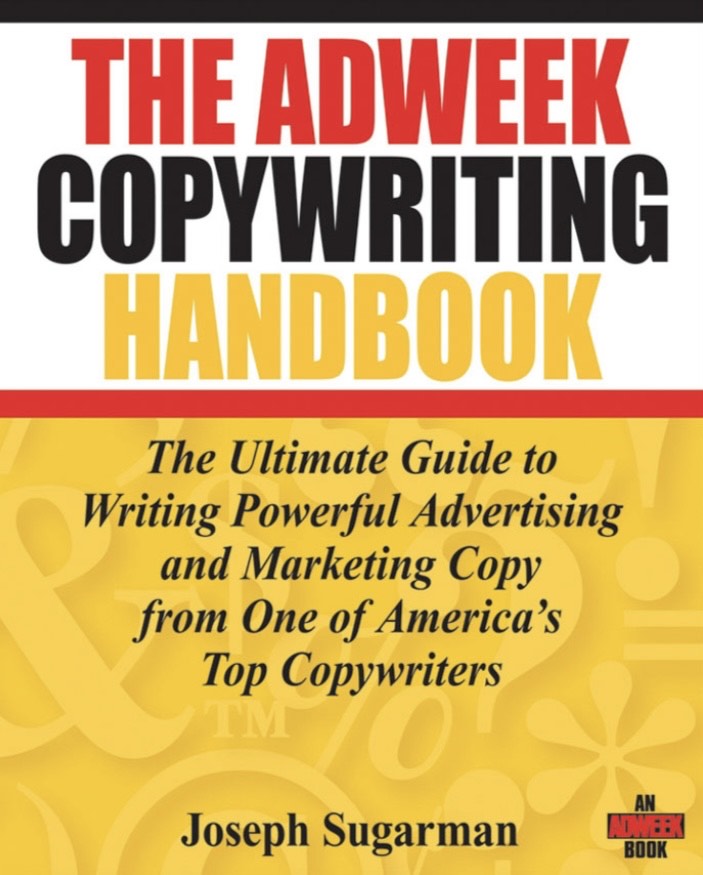 THE ADWEEK
COPYWRITING
HANDBOOK
The Ultimate Guide to
Writing Powerful Advertising
and Marketing Copy
from One of America's
Top Copywriters
TM
Joseph Sugarman
AN
ADWEEK
BOOK